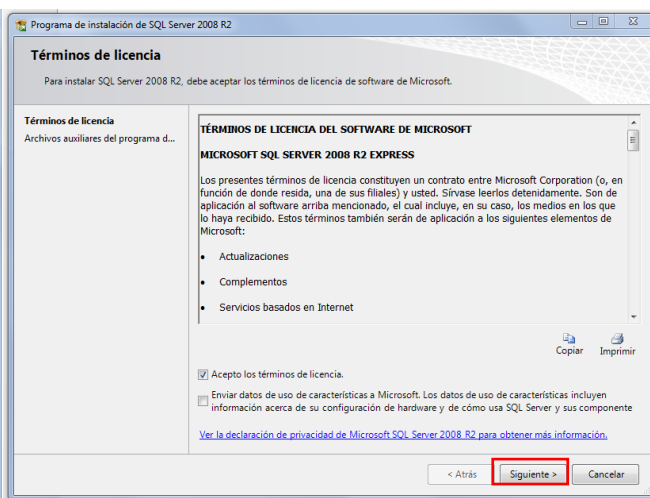 Programa de instalación de SQL Server 2008 R2
Términos de licencia
Para instalar SQL Server 2008 R2, debe aceptar los términos de licencia de software de Microsoft.
Términos de licencia
Archivos auxiliares del programa d...
TÉRMINOS DE LICENCIA DEL SOFTWARE DE MICROSOFT
MICROSOFT SQL SERVER 2008 R2 EXPRESS
Los presentes términos de licencia constituyen un contrato entre Microsoft Corporation (o, en
función de donde resida, una de sus filiales) y usted. Sírvase leerlos detenidamente. Son de
aplicación al software arriba mencionado, el cual incluye, en su caso, los medios en los que
lo haya recibido. Estos términos también serán de aplicación a los siguientes elementos de
Microsoft:
• Actualizaciones
• Complementos
• Servicios basados en Internet
Copiar Imprimir
Acepto los términos de licencia.
Enviar datos de uso de características a Microsoft. Los datos de uso de características incluyen
información acerca de su configuración de hardware y de cómo usa SQL Server y sus componente
Ver la declaración de privacidad de Microsoft SQL Server 2008 R2 para obtener más información.
< Atrás Siguiente > Cancelar